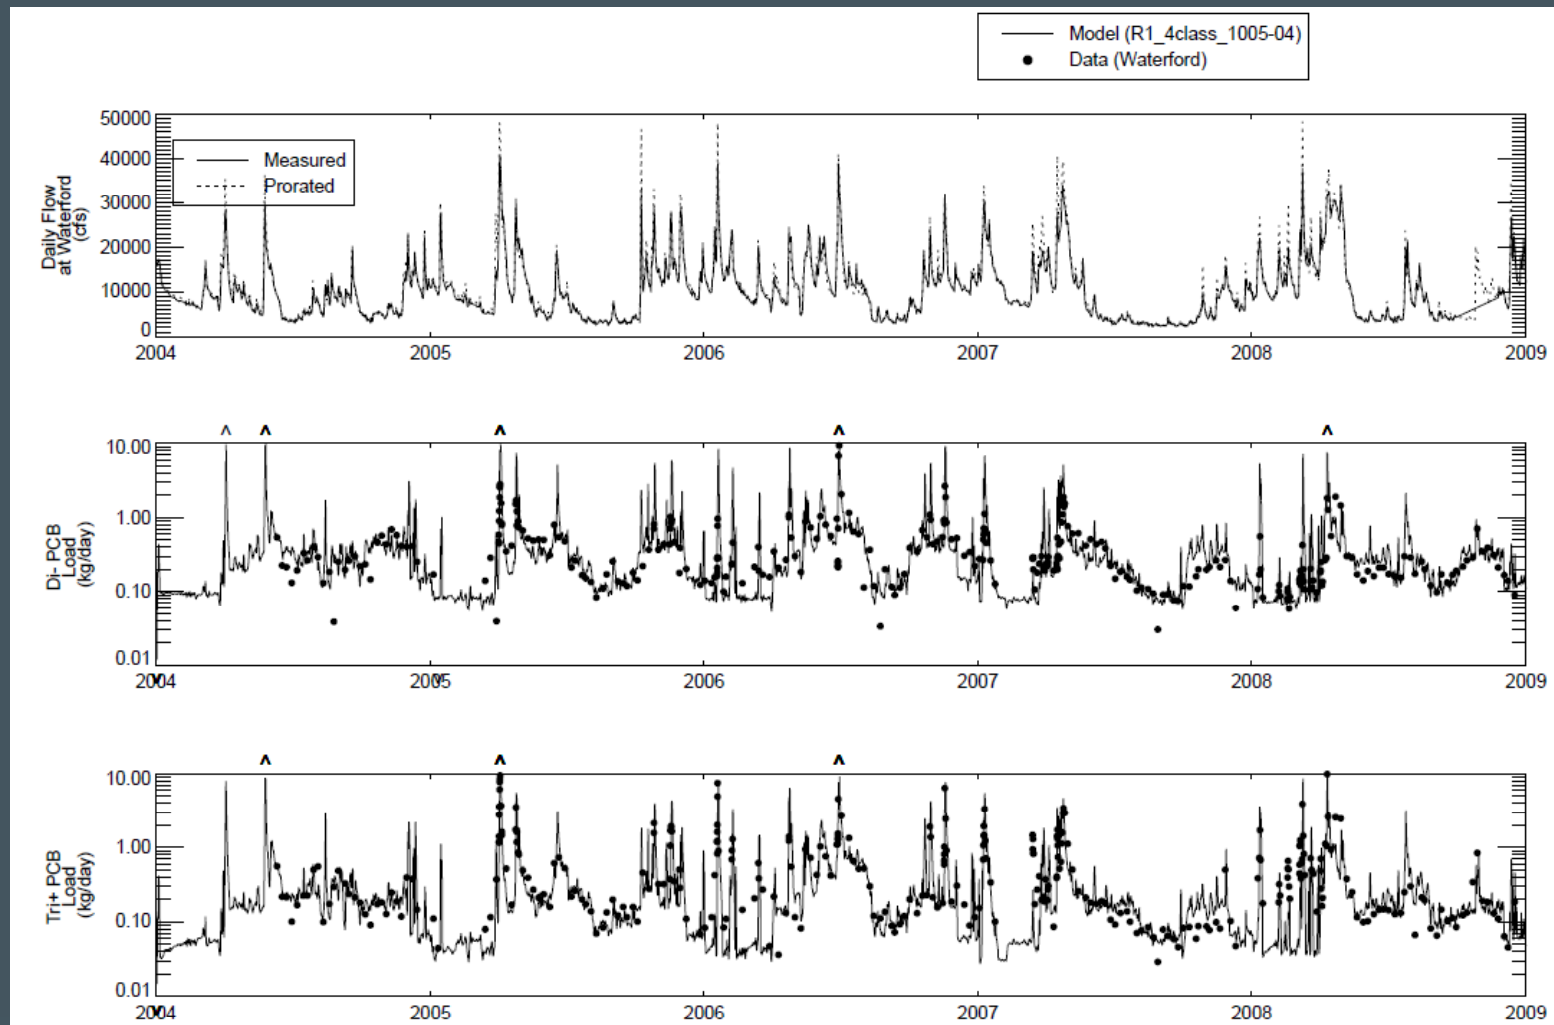 Model (R1_4class_1005-04)
Data (Waterford)
Daily Flow
at Waterford
(cfs)
50000
40000
30000
20000
10000
0
Measured
Prorated
2004 2005 2006 2007 2008 2009
^ ^ ^ ^ ^
Di- PCB
Load
(kg/day)
10.00
1.00
0.10
0.01
2004 2005 2006 2007 2008 2009
^ ^ ^
Tri+ PCB
Load
(kg/day)
10.00
1.00
0.10
0.01
2004 2005 2006 2007 2008 2009